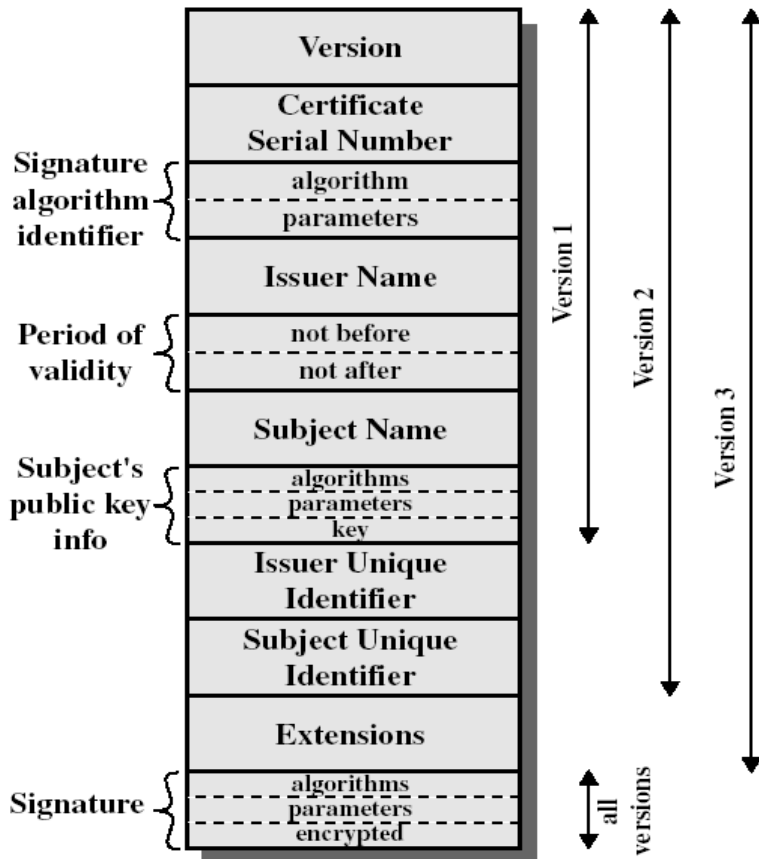 Version
Certificate
Serial Number
Signature
algorithm
identifier
algorithm
parameters
Issuer Name
Period of
validity
not before
not after
Subject Name
Subject's
public key
info
algorithms
parameters
key
Issuer Unique
Identifier
Subject Unique
Identifier
Extensions
Signature
algorithms
parameters
encrypted
Version 1
Version 2
Version 3
all
versions